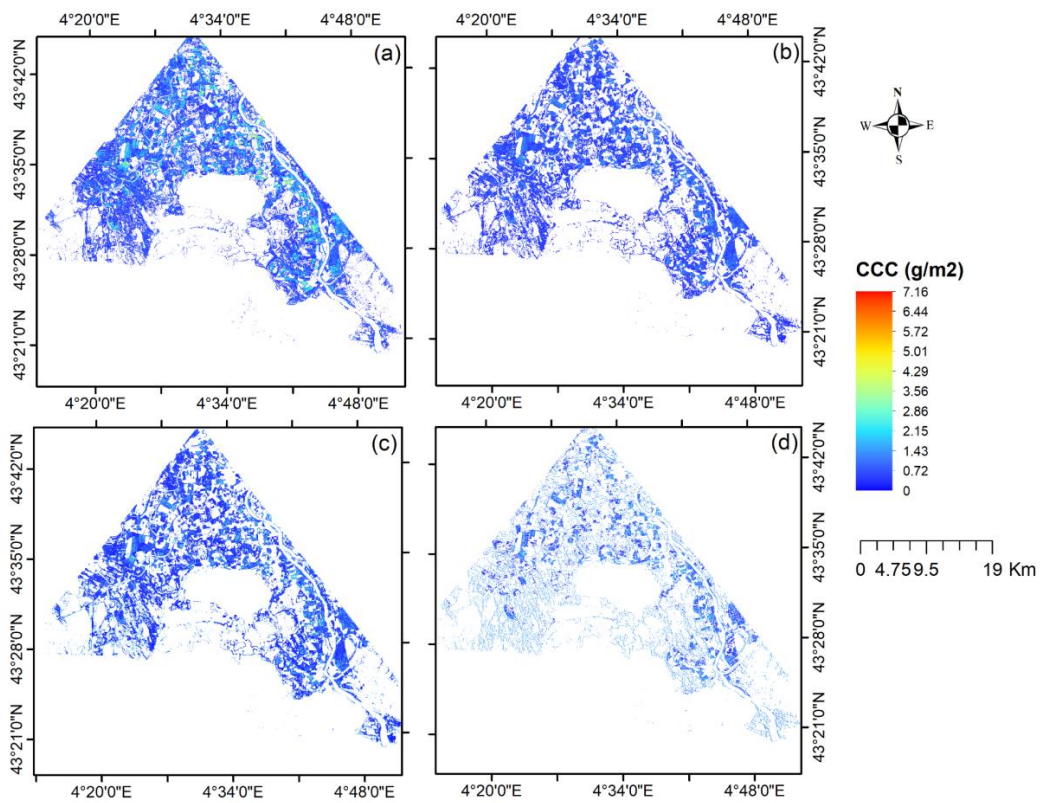 4°20'0"E 4°34'0"E 4°48'0"E 4°20'0"E 4°34'0"E 4°48'0"E
(a) (b)
43°42'0"N 43°42'0"N
43°35'0"N 43°35'0"N
43°28'0"N 43°28'0"N
43°21'0"N 43°21'0"N
4°20'0"E 4°34'0"E 4°48'0"E 4°20'0"E 4°34'0"E 4°48'0"E
(c) (d)
43°42'0"N 43°42'0"N
43°35'0"N 43°35'0"N
43°28'0"N 43°28'0"N
43°21'0"N 43°21'0"N
4°20'0"E 4°34'0"E 4°48'0"E 4°20'0"E 4°34'0"E 4°48'0"E
N
W E
S
CCC (g/m2)
7.16
6.44
5.72
5.01
4.29
3.58
2.86
2.15
1.43
0.72
0
0 4.75 9.5 19 Km